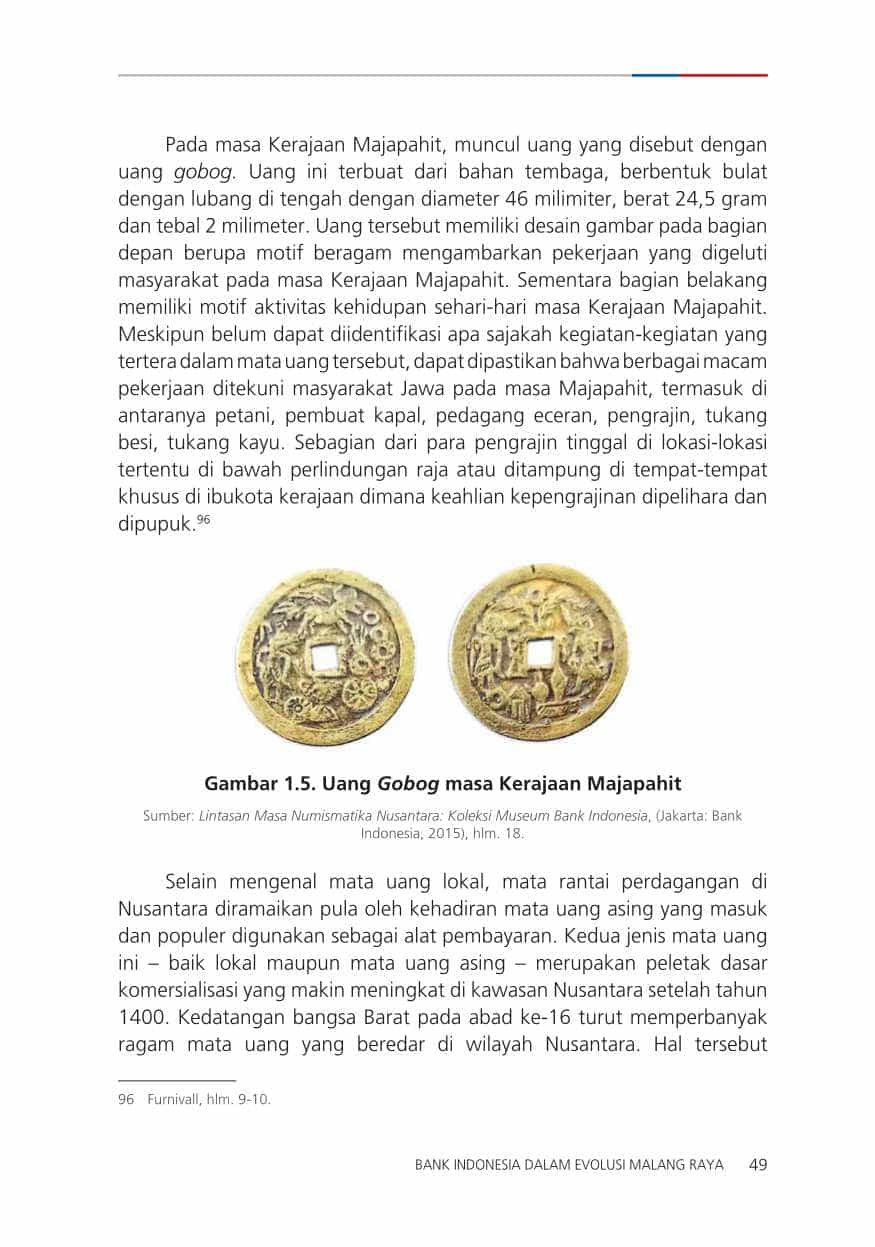 Pada masa Kerajaan Majapahit, muncul uang yang disebut dengan
uang gobog. Uang ini terbuat dari bahan tembaga, berbentuk bulat
dengan lubang di tengah dengan diameter 46 milimiter, berat 24,5 gram
dan tebal 2 milimeter. Uang tersebut memiliki desain gambar pada bagian
depan berupa motif beragam mengambarkan pekerjaan yang digeluti
masyarakat pada masa Kerajaan Majapahit. Sementara bagian belakang
memiliki motif aktivitas kehidupan sehari-hari masa Kerajaan Majapahit.
Meskipun belum dapat diidentifikasi apa sajakah kegiatan-kegiatan yang
tertera dalam mata uang tersebut, dapat dipastikan bahwa berbagai macam
pekerjaan ditekuni masyarakat Jawa pada masa Majapahit, termasuk di
antaranya petani, pembuat kapal, pedagang eceran, pengrajin, tukang
besi, tukang kayu. Sebagian dari para pengrajin tinggal di lokasi-lokasi
tertentu di bawah perlindungan raja atau ditampung di tempat-tempat
khusus di ibukota kerajaan dimana keahlian kepengrajinan dipelihara dan
dipupuk.96
Gambar 1.5. Uang Gobog masa Kerajaan Majapahit
Sumber: Lintasan Masa Numismatika Nusantara: Koleksi Museum Bank Indonesia, (Jakarta: Bank
Indonesia, 2015), hlm. 18.
Selain mengenal mata uang lokal, mata rantai perdagangan di
Nusantara diramaikan pula oleh kehadiran mata uang asing yang masuk
dan populer digunakan sebagai alat pembayaran. Kedua jenis mata uang
ini – baik lokal maupun mata uang asing – merupakan peletak dasar
komersialisasi yang makin meningkat di kawasan Nusantara setelah tahun
1400. Kedatangan bangsa Barat pada abad ke-16 turut memperbanyak
ragam mata uang yang beredar di wilayah Nusantara. Hal tersebut
96 Furnivall, hlm. 9-10.
BANK INDONESIA DALAM EVOLUSI MALANG RAYA 49